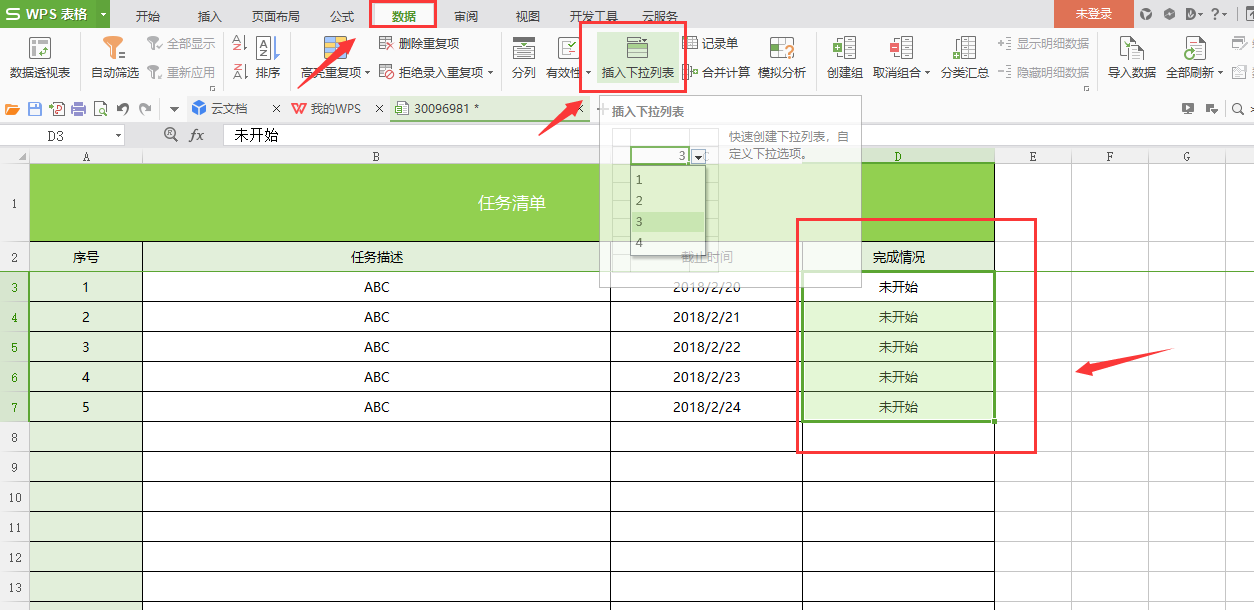 S WPS 表格
开始 插入 页面布局 公式 数据 审阅 视图 开发工具 云服务 未登录 ?
数据透视表 自动筛选 全部显示 重新应用 排序 高亮重复项 删除重复项 拒绝录入重复项 分列 有效性 插入下拉列表 记录单 合并计算 模拟分析 创建组 取消组合 分类汇总 显示明细数据 隐藏明细数据 导入数据 全部刷新
云文档 × 我的WPS × 30096981 * ×
D3 fx 未开始
插入下拉列表
快速创建下拉列表，自
定义下拉选项。
3 C
1
2
3
4
A B D E F G
1 任务清单
2 序号 任务描述 截止时间 完成情况
3 1 ABC 2018/2/20 未开始
4 2 ABC 2018/2/21 未开始
5 3 ABC 2018/2/22 未开始
6 4 ABC 2018/2/23 未开始
7 5 ABC 2018/2/24 未开始
8
9
10
11
12
13